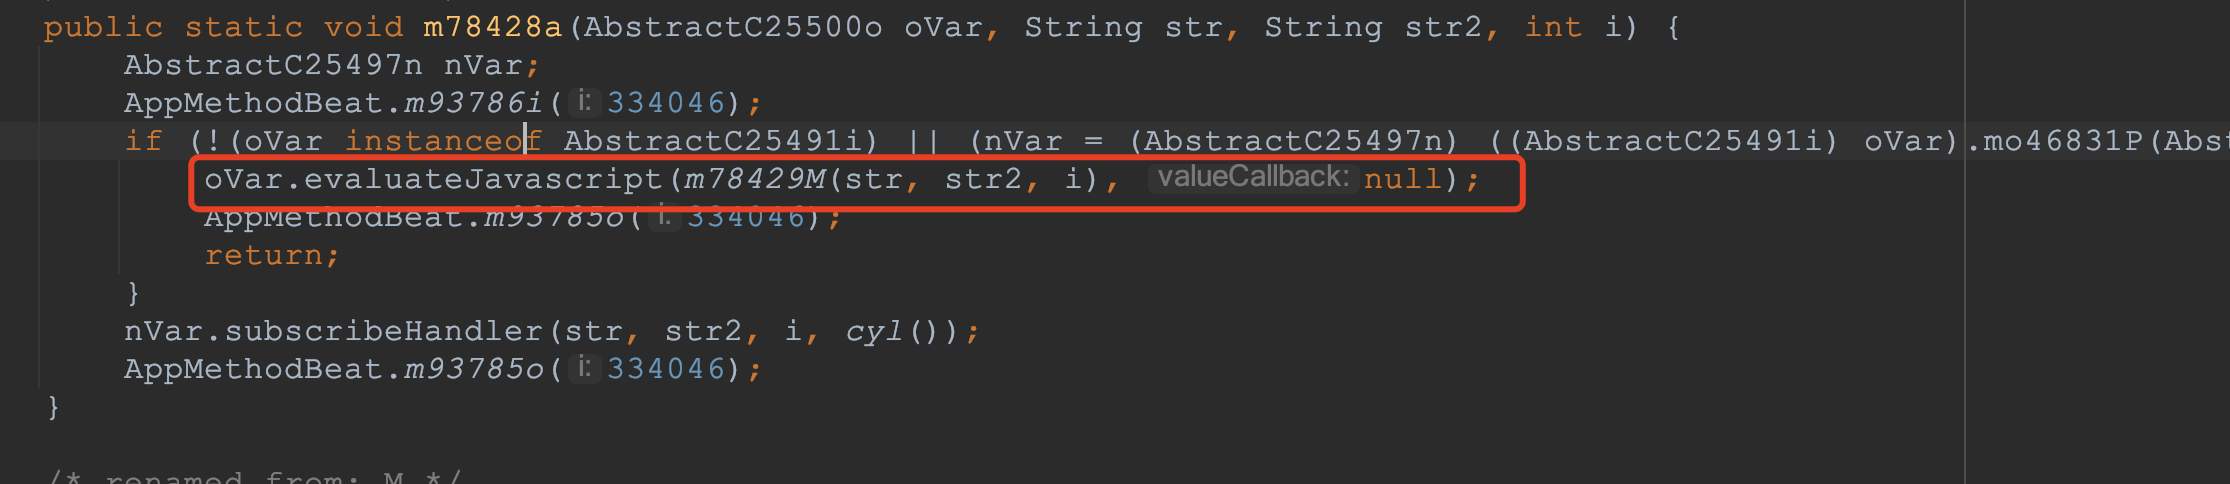 public static void m78428a(AbstractC25500o oVar, String str, String str2, int i) {
AbstractC25497n nVar;
AppMethodBeat.m93786i( i: 334046);
if (!(oVar instanceof AbstractC25491i) || (nVar = (AbstractC25497n) ((AbstractC25491i) oVar).mo46831P(Abst
oVar.evaluateJavascript(m78429M(str, str2, i), valueCallback: null);
AppMethodBeat.m93785o( i: 334046);
return;
}
nVar.subscribeHandler(str, str2, i, cyl());
AppMethodBeat.m93785o( i: 334046);
}
/* renamed from: M */